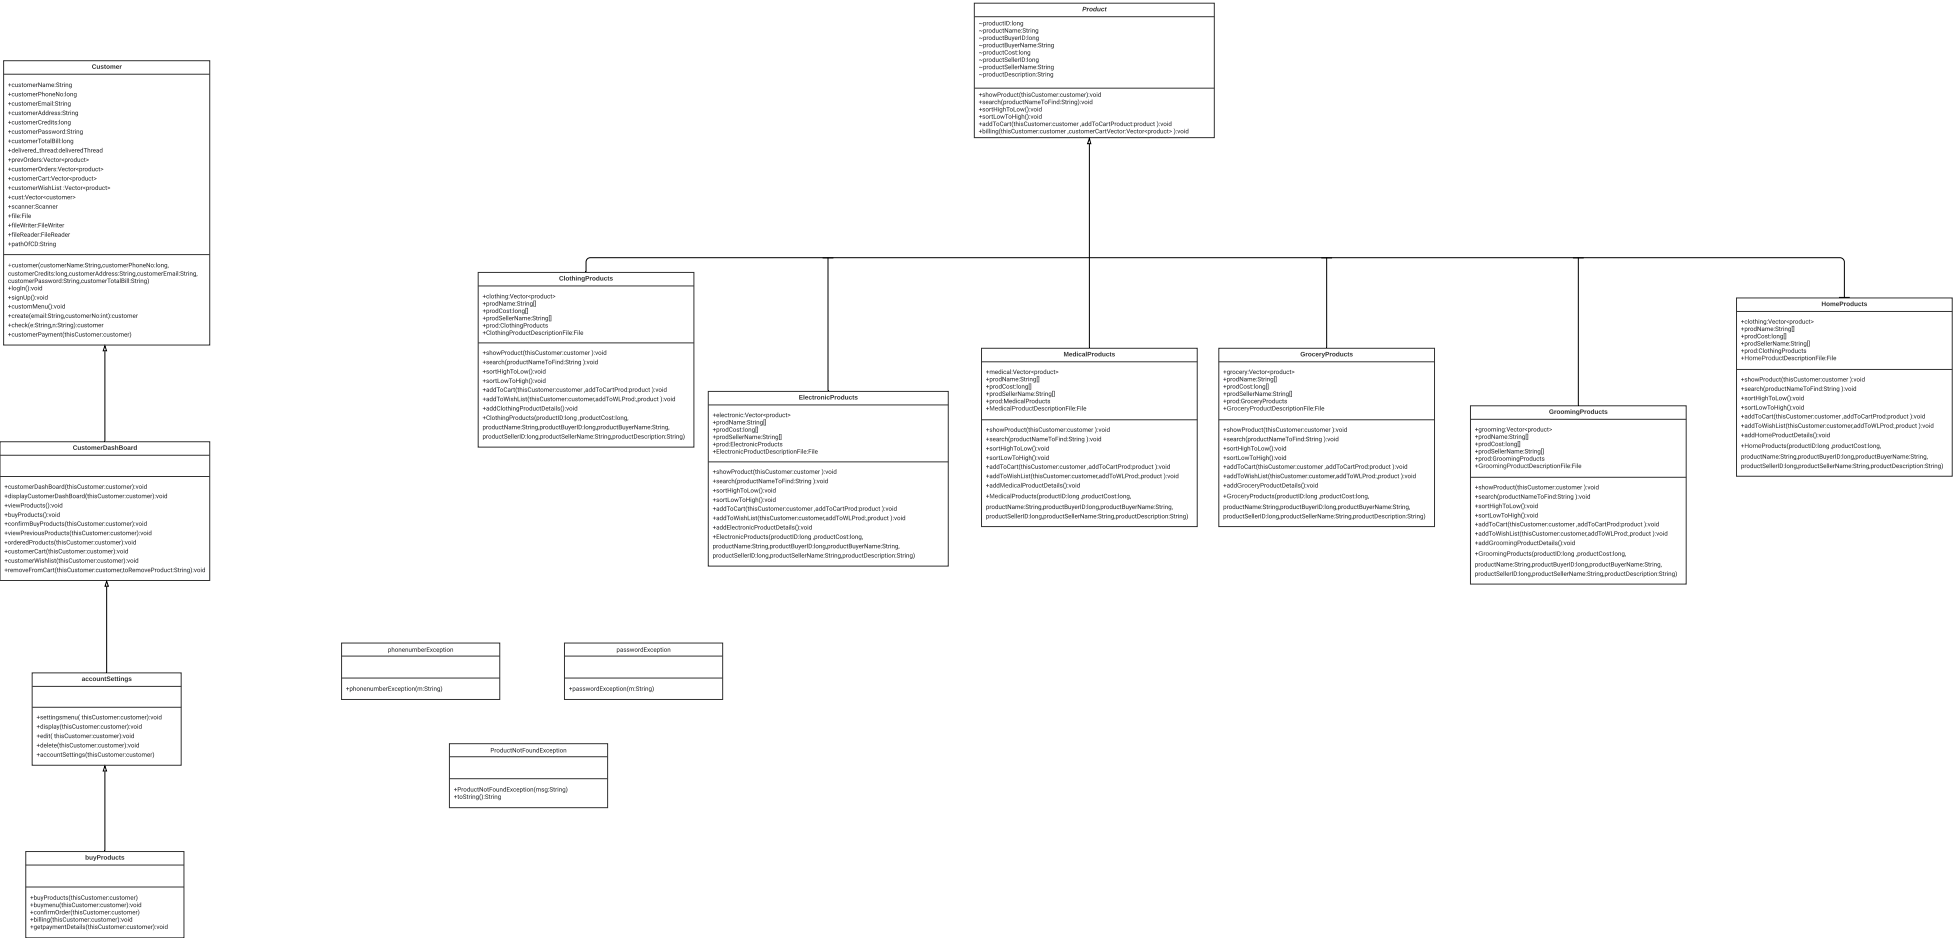 Product
~productID:long
~productName:String
~productBuyerID:long
~productBuyerName:String
~productCost:long
~productSellerID:long
~productSellerName:String
~productDescription:String
+showProduct(thisCustomer:customer):void
+search(productNameToFind:String):void
+sortHighToLow():void
+sortLowToHigh():void
+addToCart(thisCustomer:customer ,addToCartProduct:product ):void
+billing(thisCustomer:customer ,customerCartVector:Vector<product> ):void
Customer
+customerName:String
+customerPhoneNo:long
+customerEmail:String
+customerAddress:String
+customerCredits:long
+customerPassword:String
+customerTotalBill:long
+delivered_thread:deliveredThread
+prevOrders:Vector<product>
+customerOrders:Vector<product>
+customerCart:Vector<product>
+customerWishList :Vector<product>
+cust:Vector<customer>
+scanner:Scanner
+file:File
+fileWriter:FileWriter
+fileReader:FileReader
+pathOfCD:String
+customer(customerName:String,customerPhoneNo:long,
customerCredits:long,customerAddress:String,customerEmail:String,
customerPassword:String,customerTotalBill:String)
+login():void
+signUp():void
+customMenu():void
+create(email:String,customerNo:int):customer
+check(e:String,n:String):customer
+customerPayment(thisCustomer:customer)
CustomerDashBoard
+customerDashBoard(thisCustomer:customer):void
+displayCustomerDashBoard(thisCustomer:customer):void
+viewProducts():void
+buyProducts():void
+confirmBuyProducts(thisCustomer:customer):void
+viewPreviousProducts(thisCustomer:customer):void
+orderedProducts(thisCustomer:customer):void
+customerCart(thisCustomer:customer):void
+customerWishlist(thisCustomer:customer):void
+removeFromCart(thisCustomer:customer,toRemoveProduct:String):void
accountSettings
+settingsmenu( thisCustomer:customer):void
+display(thisCustomer:customer):void
+edit( thisCustomer:customer):void
+delete(thisCustomer:customer):void
+accountSettings(thisCustomer:customer)
buyProducts
+buyProducts(thisCustomer:customer)
+buymenu(thisCustomer:customer):void
+confirmOrder(thisCustomer:customer)
+billing(thisCustomer:customer):void
+getpaymentDetails(thisCustomer:customer):void
ClothingProducts
+clothing:Vector<product>
+prodName:String[]
+prodCost:long[]
+prodSellerName:String[]
+prod:ClothingProducts
+ClothingProductDescriptionFile:File
+showProduct(thisCustomer:customer ):void
+search(productNameToFind:String ):void
+sortHighToLow():void
+sortLowToHigh():void
+addToCart(thisCustomer:customer ,addToCartProd:product ):void
+addToWishList(thisCustomer:customer,addToWLProd:,product ):void
+addClothingProductDetails():void
+ClothingProducts(productID:long ,productCost:long,
productName:String,productBuyerID:long,productBuyerName:String,
productSellerID:long,productSellerName:String,productDescription:String)
ElectronicProducts
+electronic:Vector<product>
+prodName:String[]
+prodCost:long[]
+prodSellerName:String[]
+prod:ElectronicProducts
+ElectronicProductDescriptionFile:File
+showProduct(thisCustomer:customer ):void
+search(productNameToFind:String ):void
+sortHighToLow():void
+sortLowToHigh():void
+addToCart(thisCustomer:customer ,addToCartProd:product ):void
+addToWishList(thisCustomer:customer,addToWLProd:,product ):void
+addElectronicProductDetails():void
+ElectronicProducts(productID:long ,productCost:long,
productName:String,productBuyerID:long,productBuyerName:String,
productSellerID:long,productSellerName:String,productDescription:String)
MedicalProducts
+medical:Vector<product>
+prodName:String[]
+prodCost:long[]
+prodSellerName:String[]
+prod:MedicalProducts
+MedicalProductDescriptionFile:File
+showProduct(thisCustomer:customer ):void
+search(productNameToFind:String ):void
+sortHighToLow():void
+sortLowToHigh():void
+addToCart(thisCustomer:customer ,addToCartProd:product ):void
+addToWishList(thisCustomer:customer,addToWLProd:,product ):void
+addMedicalProductDetails():void
+MedicalProducts(productID:long ,productCost:long,
productName:String,productBuyerID:long,productBuyerName:String,
productSellerID:long,productSellerName:String,productDescription:String)
GroceryProducts
+grocery:Vector<product>
+prodName:String[]
+prodCost:long[]
+prodSellerName:String[]
+prod:GroceryProducts
+GroceryProductDescriptionFile:File
+showProduct(thisCustomer:customer ):void
+search(productNameToFind:String ):void
+sortHighToLow():void
+sortLowToHigh():void
+addToCart(thisCustomer:customer ,addToCartProd:product ):void
+addToWishList(thisCustomer:customer,addToWLProd:,product ):void
+addGroceryProductDetails():void
+GroceryProducts(productID:long ,productCost:long,
productName:String,productBuyerID:long,productBuyerName:String,
productSellerID:long,productSellerName:String,productDescription:String)
GroomingProducts
+grooming:Vector<product>
+prodName:String[]
+prodCost:long[]
+prodSellerName:String[]
+prod:GroomingProducts
+GroomingProductDescriptionFile:File
+showProduct(thisCustomer:customer ):void
+search(productNameToFind:String ):void
+sortHighToLow():void
+sortLowToHigh():void
+addToCart(thisCustomer:customer ,addToCartProd:product ):void
+addToWishList(thisCustomer:customer,addToWLProd:,product ):void
+addGroomingProductDetails():void
+GroomingProducts(productID:long ,productCost:long,
productName:String,productBuyerID:long,productBuyerName:String,
productSellerID:long,productSellerName:String,productDescription:String)
HomeProducts
+clothing:Vector<product>
+prodName:String[]
+prodCost:long[]
+prodSellerName:String[]
+prod:ClothingProducts
+HomeProductDescriptionFile:File
+showProduct(thisCustomer:customer ):void
+search(productNameToFind:String ):void
+sortHighToLow():void
+sortLowToHigh():void
+addToCart(thisCustomer:customer ,addToCartProd:product ):void
+addToWishList(thisCustomer:customer,addToWLProd:,product ):void
+addHomeProductDetails():void
+HomeProducts(productID:long ,productCost:long,
productName:String,productBuyerID:long,productBuyerName:String,
productSellerID:long,productSellerName:String,productDescription:String)
phonenumberException
+phonenumberException(m:String)
passwordException
+passwordException(m:String)
ProductNotFoundException
+ProductNotFoundException(msg:String)
+toString():String